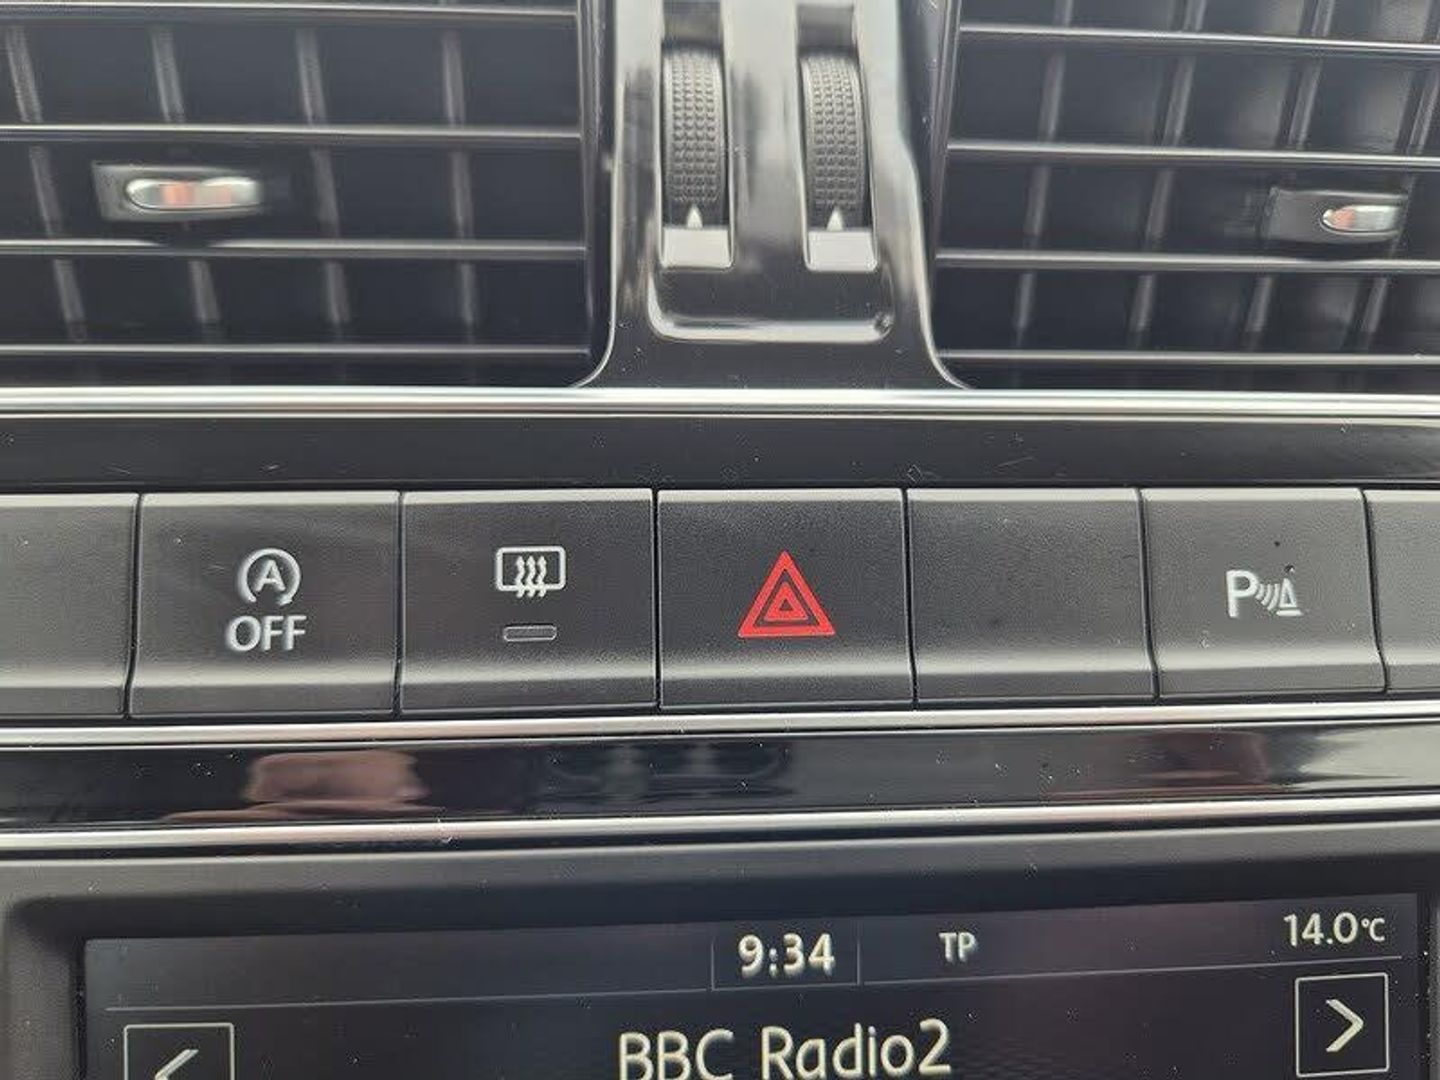 A
OFF
P
9:34 TP 14.0°C
BBC Radio2